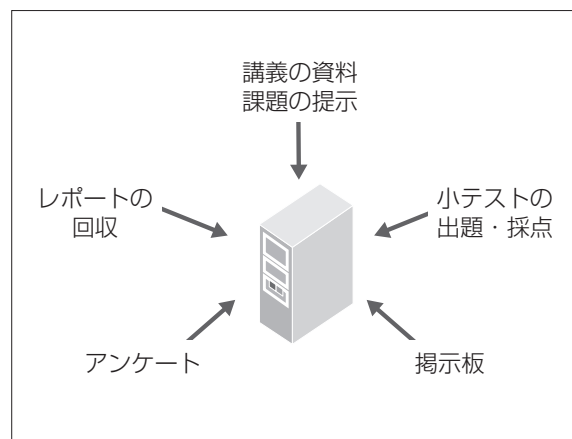 講義の資料
課題の提示
レポートの
回収
小テストの
出題・採点
アンケート
掲示板